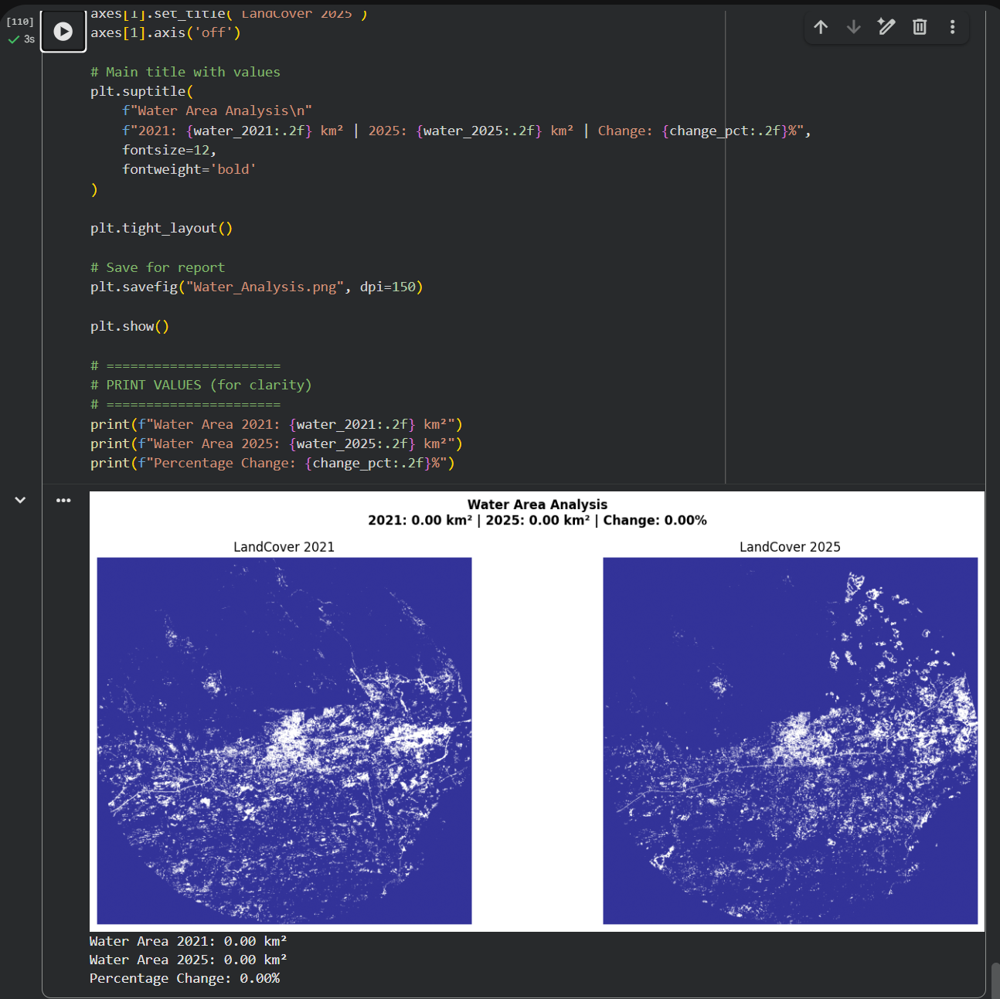 [110]
3s
axes[1].set_title('LandCover 2025')
axes[1].axis('off')
# Main title with values
plt.suptitle(
f"Water Area Analysis\n"
f"2021: {water_2021:.2f} km² | 2025: {water_2025:.2f} km² | Change: {change_pct:.2f}%",
fontsize=12,
fontweight='bold'
)
plt.tight_layout()
# Save for report
plt.savefig("Water_Analysis.png", dpi=150)
plt.show()
# ======================
# PRINT VALUES (for clarity)
# ======================
print(f"Water Area 2021: {water_2021:.2f} km²")
print(f"Water Area 2025: {water_2025:.2f} km²")
print(f"Percentage Change: {change_pct:.2f}%")
Water Area Analysis
2021: 0.00 km² | 2025: 0.00 km² | Change: 0.00%
LandCover 2021
LandCover 2025
Water Area 2021: 0.00 km²
Water Area 2025: 0.00 km²
Percentage Change: 0.00%